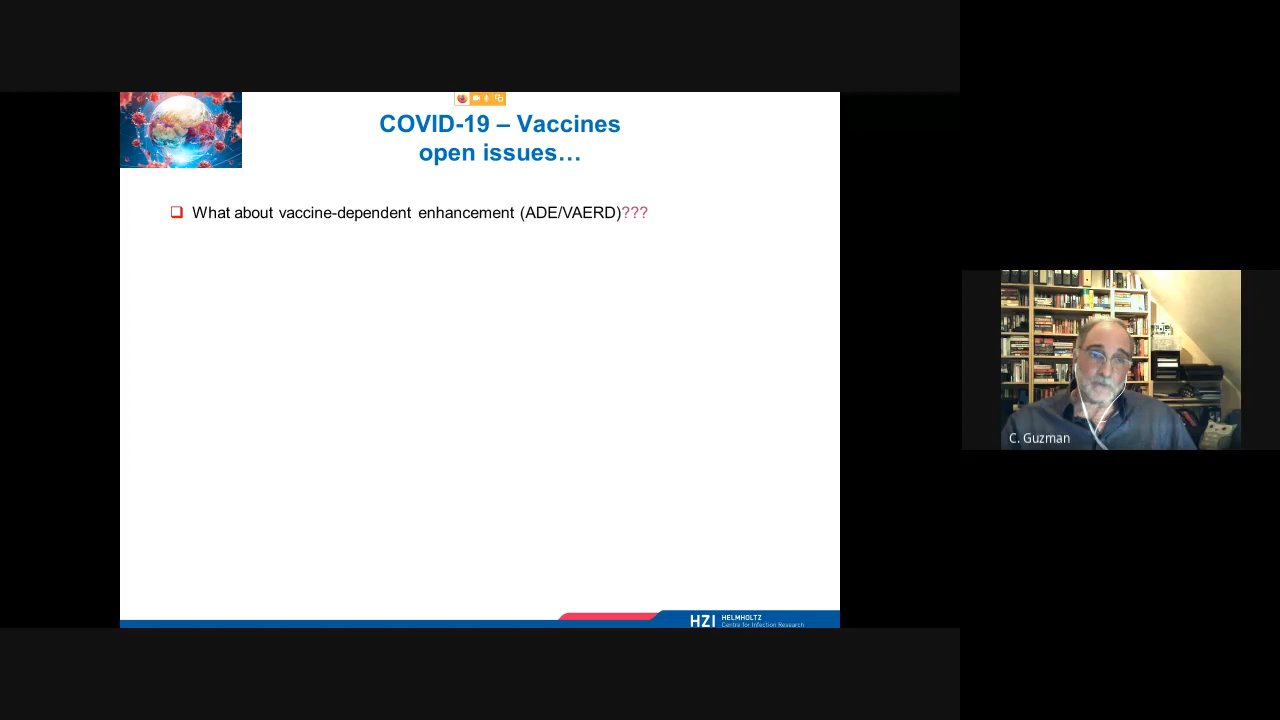 COVID-19 – Vaccines
open issues…
❑ What about vaccine-dependent enhancement (ADE/VAERD)???
C. Guzman
HZI HELMHOLTZ
Centre for Infection Research